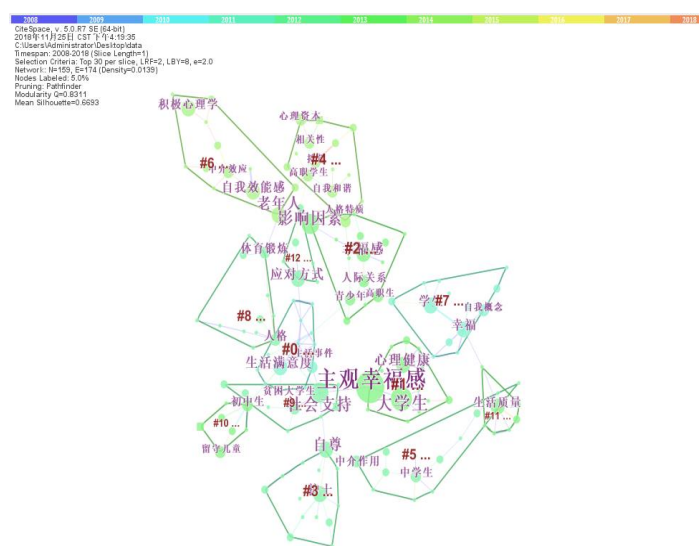 2008 2009 2010 2011 2012 2013 2014 2015 2016 2017 2018
CiteSpace, v. 5.0.R7 SE (64-bit)
2018年11月25日 CST 下午4:19:35
C:\Users\Administrator\Desktop\data
Timespan: 2008-2018 (Slice Length=1)
Selection Criteria: Top 30 per slice, LRF=2, LBY=8, e=2.0
Network: N=159, E=174 (Density=0.0139)
Nodes Labeled: 5.0%
Pruning: Pathfinder
Modularity Q=0.8311
Mean Silhouette=0.6693
积极心理学
心理资本
相关性
#4 ...
#6 ...
中介效应
高职学生
自我效能感
自我和谐
老年人
人格特质
影响因素
体育锻炼
#12 ...
#2 ...
福感
应对方式
人际关系
青少年
高职生
#7 ...
自我概念
#8 ...
幸福
人格
#0 ...
事件
生活满意度
心理健康
主观幸福感
#1 ...
贫困大学生
初中生
#9 ...
社会支持
大学生
生活质量
#11 ...
#10 ...
留守儿童
自尊
中介作用
#5 ...
中学生
#3 ...